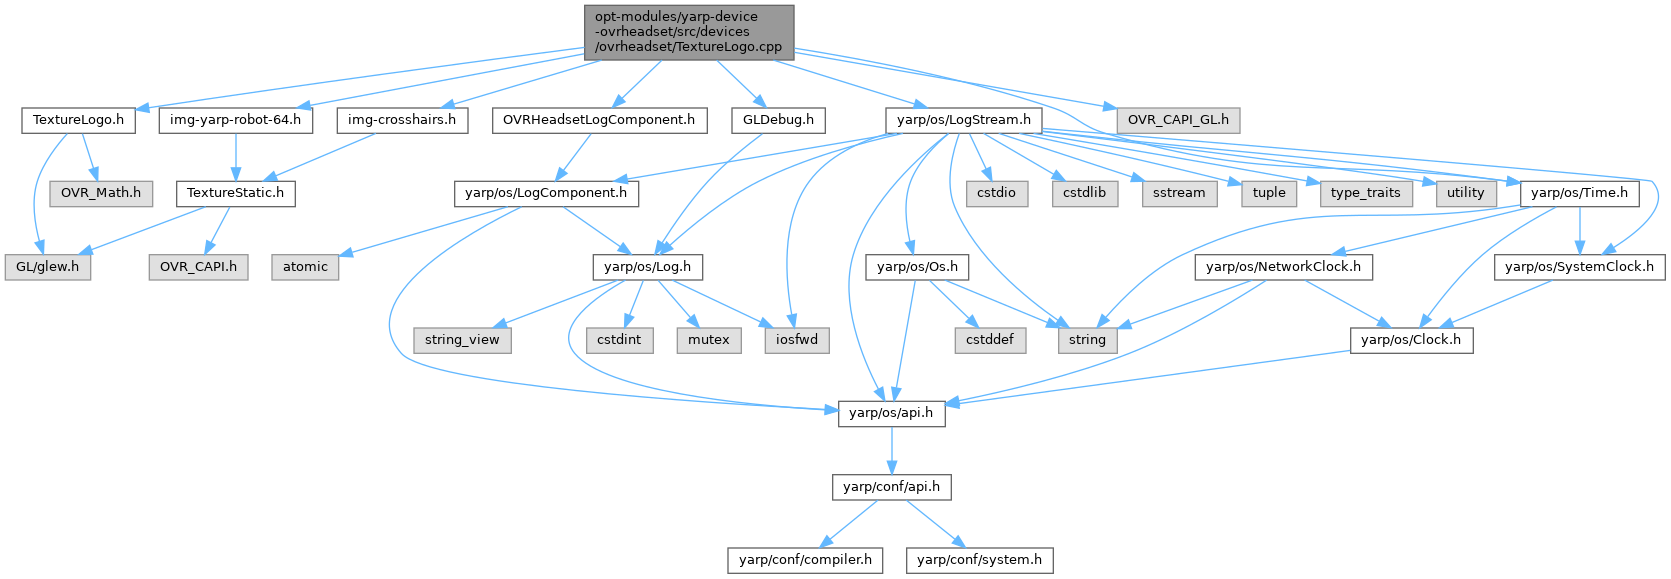 opt-modules/yarp-device
-ovrheadset/src/devices
/ovrheadset/TextureLogo.cpp
TextureLogo.h
img-yarp-robot-64.h
img-crosshairs.h
OVRHeadsetLogComponent.h
GLDebug.h
yarp/os/LogStream.h
OVR_CAPI_GL.h
OVR_Math.h
TextureStatic.h
yarp/os/LogComponent.h
cstdio
cstdlib
sstream
tuple
type_traits
utility
yarp/os/Time.h
GL/glew.h
OVR_CAPI.h
atomic
yarp/os/Log.h
yarp/os/Os.h
yarp/os/NetworkClock.h
yarp/os/SystemClock.h
string_view
cstdint
mutex
iosfwd
cstddef
string
yarp/os/Clock.h
yarp/os/api.h
yarp/conf/api.h
yarp/conf/compiler.h
yarp/conf/system.h